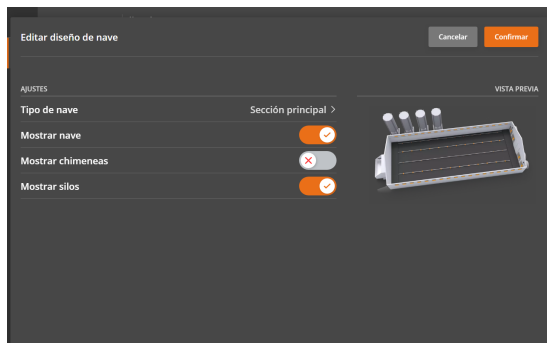 Editar diseño de nave
Cancelar
Confirmar
AJUSTES
VISTA PREVIA
Tipo de nave
Sección principal >
Mostrar nave
Mostrar chimeneas
Mostrar silos